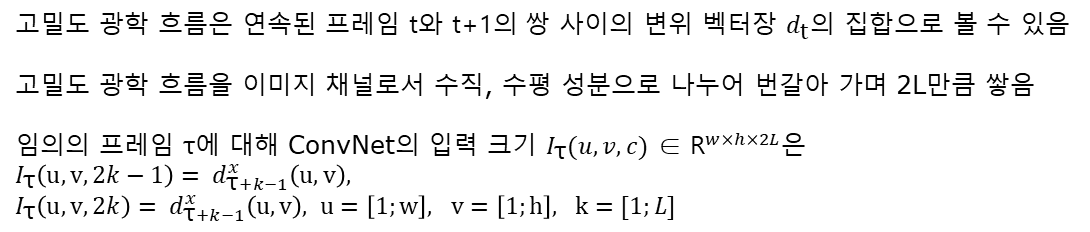 고밀도 광학 흐름은 연속된 프레임 t와 t+1의 쌍 사이의 변위 벡터장 𝑑ₜ의 집합으로 볼 수 있음
고밀도 광학 흐름을 이미지 채널로서 수직, 수평 성분으로 나누어 번갈아 가며 2L만큼 쌓음
임의의 프레임 τ에 대해 ConvNet의 입력 크기 𝐼_τ(𝑢, 𝑣, 𝑐) ∈ R^{𝑤×ℎ×2𝐿}은
𝐼_τ(u, v, 2𝑘 − 1) = 𝑑^𝑥_{τ+𝑘−1}(u, v),
𝐼_τ(u, v, 2𝑘) = 𝑑^𝑥_{τ+𝑘−1}(u, v), u = [1; w], v = [1; h], k = [1; 𝐿]